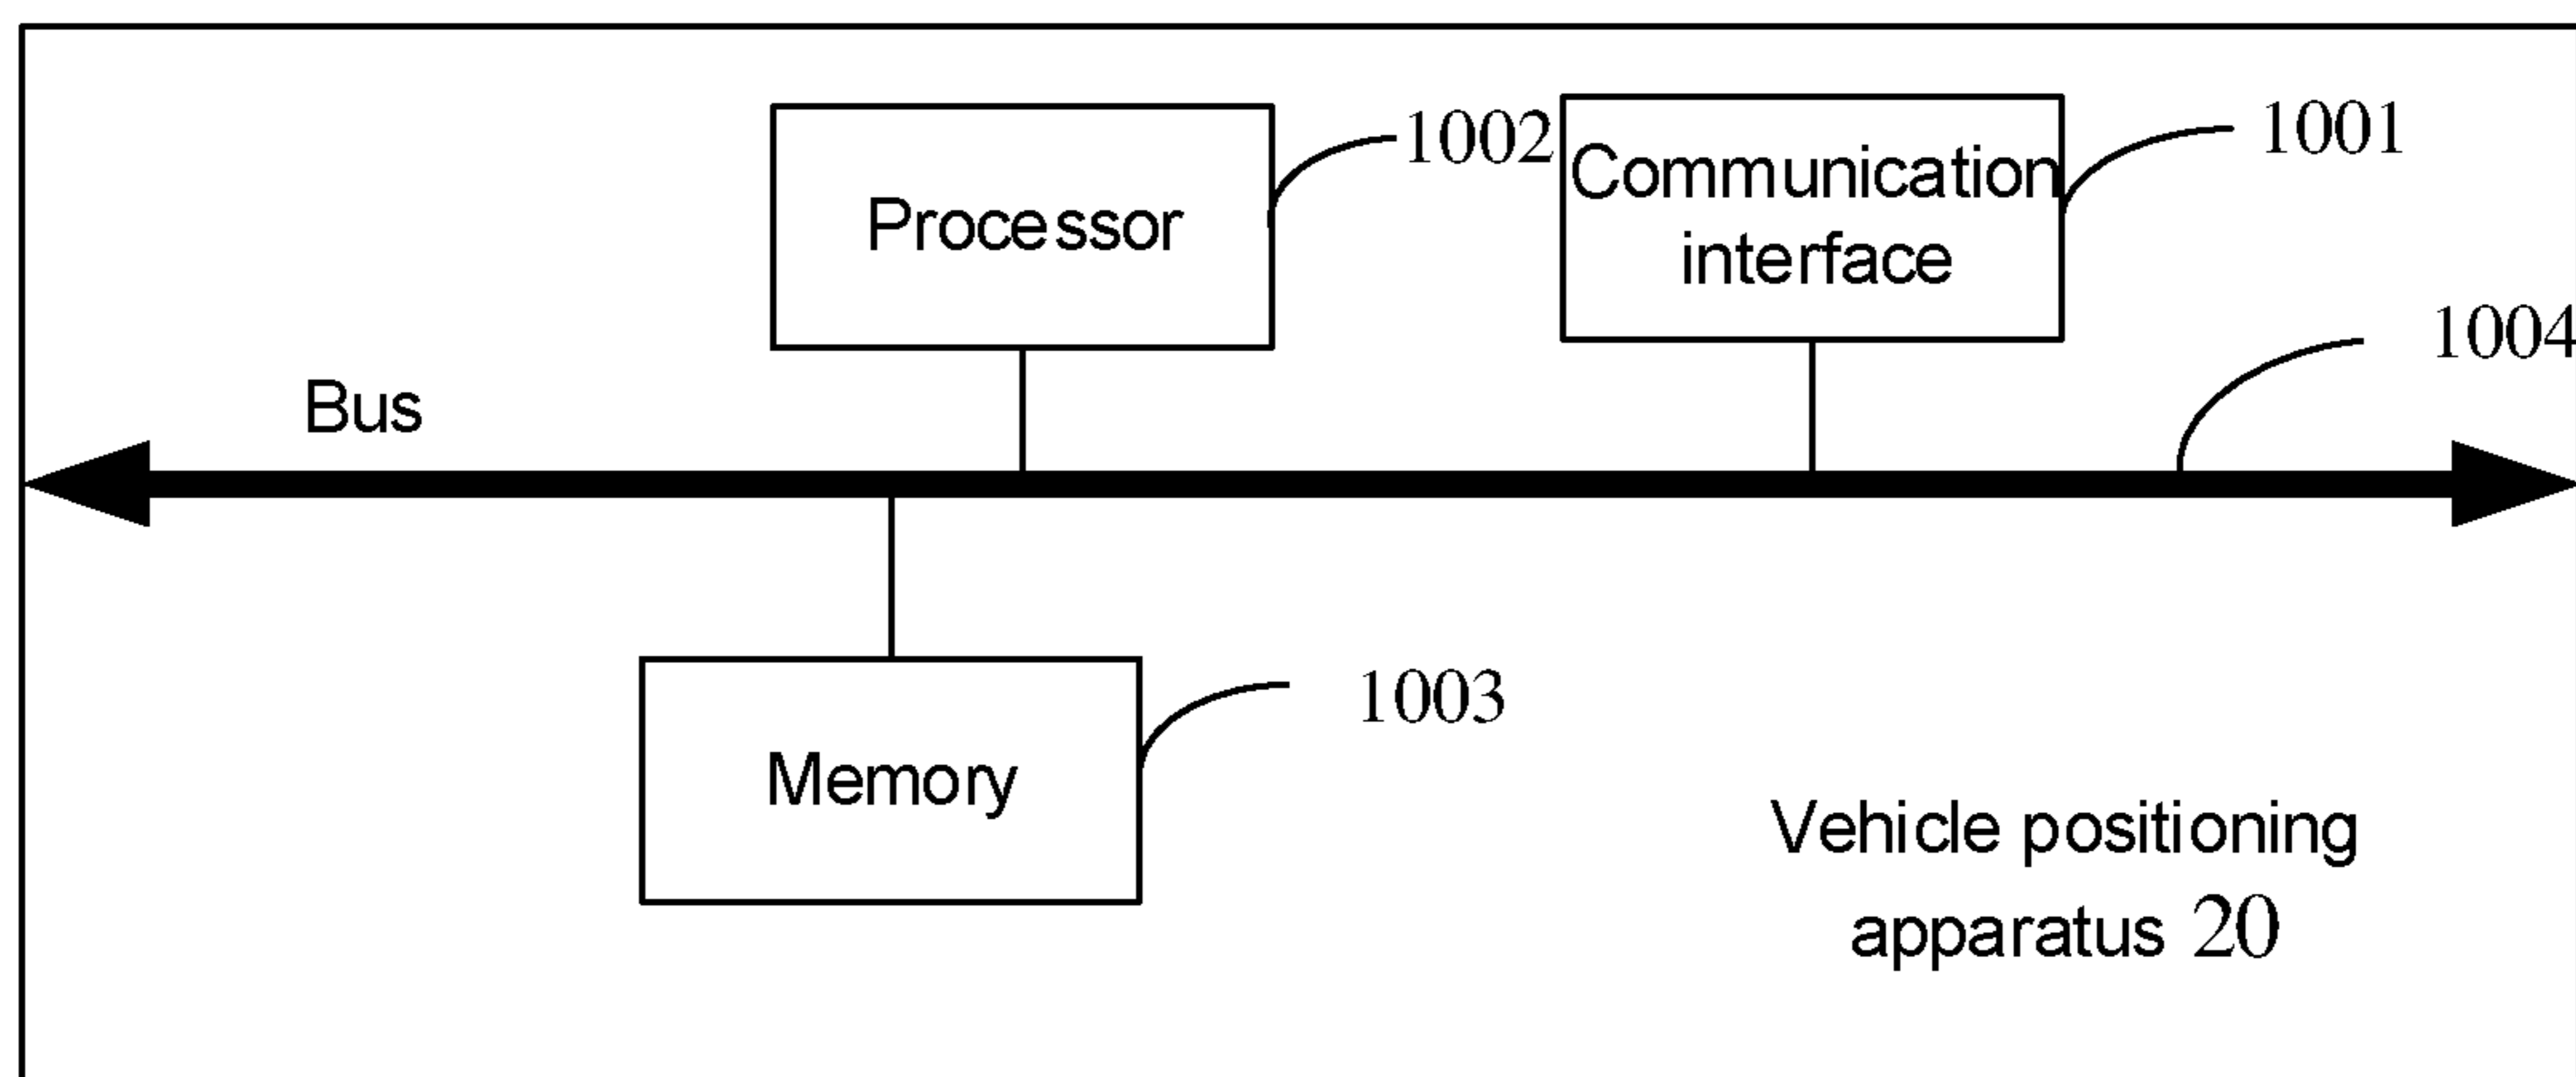 1002
Processor
Communication
interface
1001
1004
Bus
1003
Memory
Vehicle positioning
apparatus 20